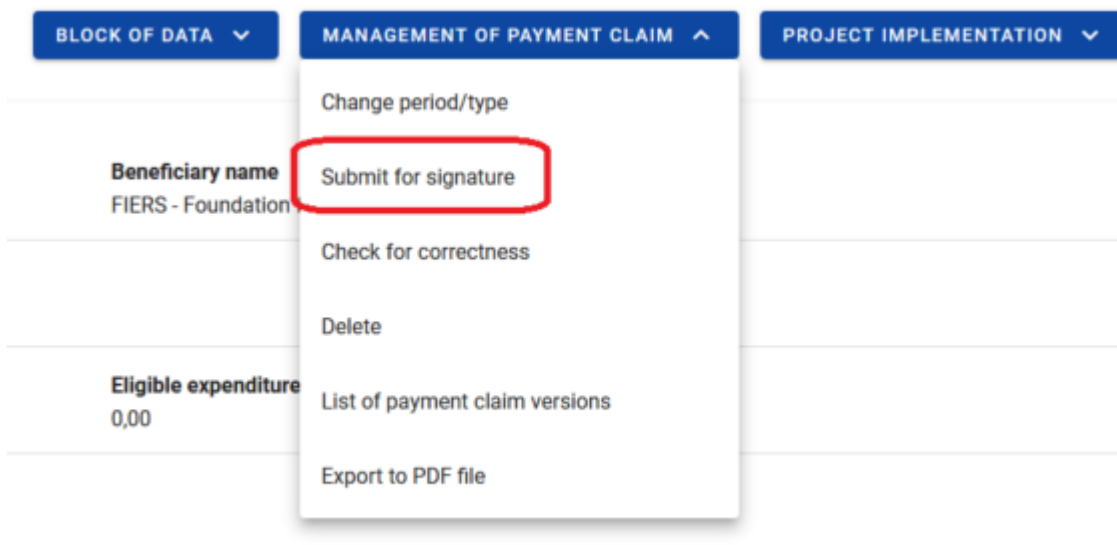 BLOCK OF DATA
MANAGEMENT OF PAYMENT CLAIM
PROJECT IMPLEMENTATION
Change period/type
Beneficiary name
Submit for signature
FIERS - Foundation
Check for correctness
Delete
Eligible expenditure
List of payment claim versions
0,00
Export to PDF file